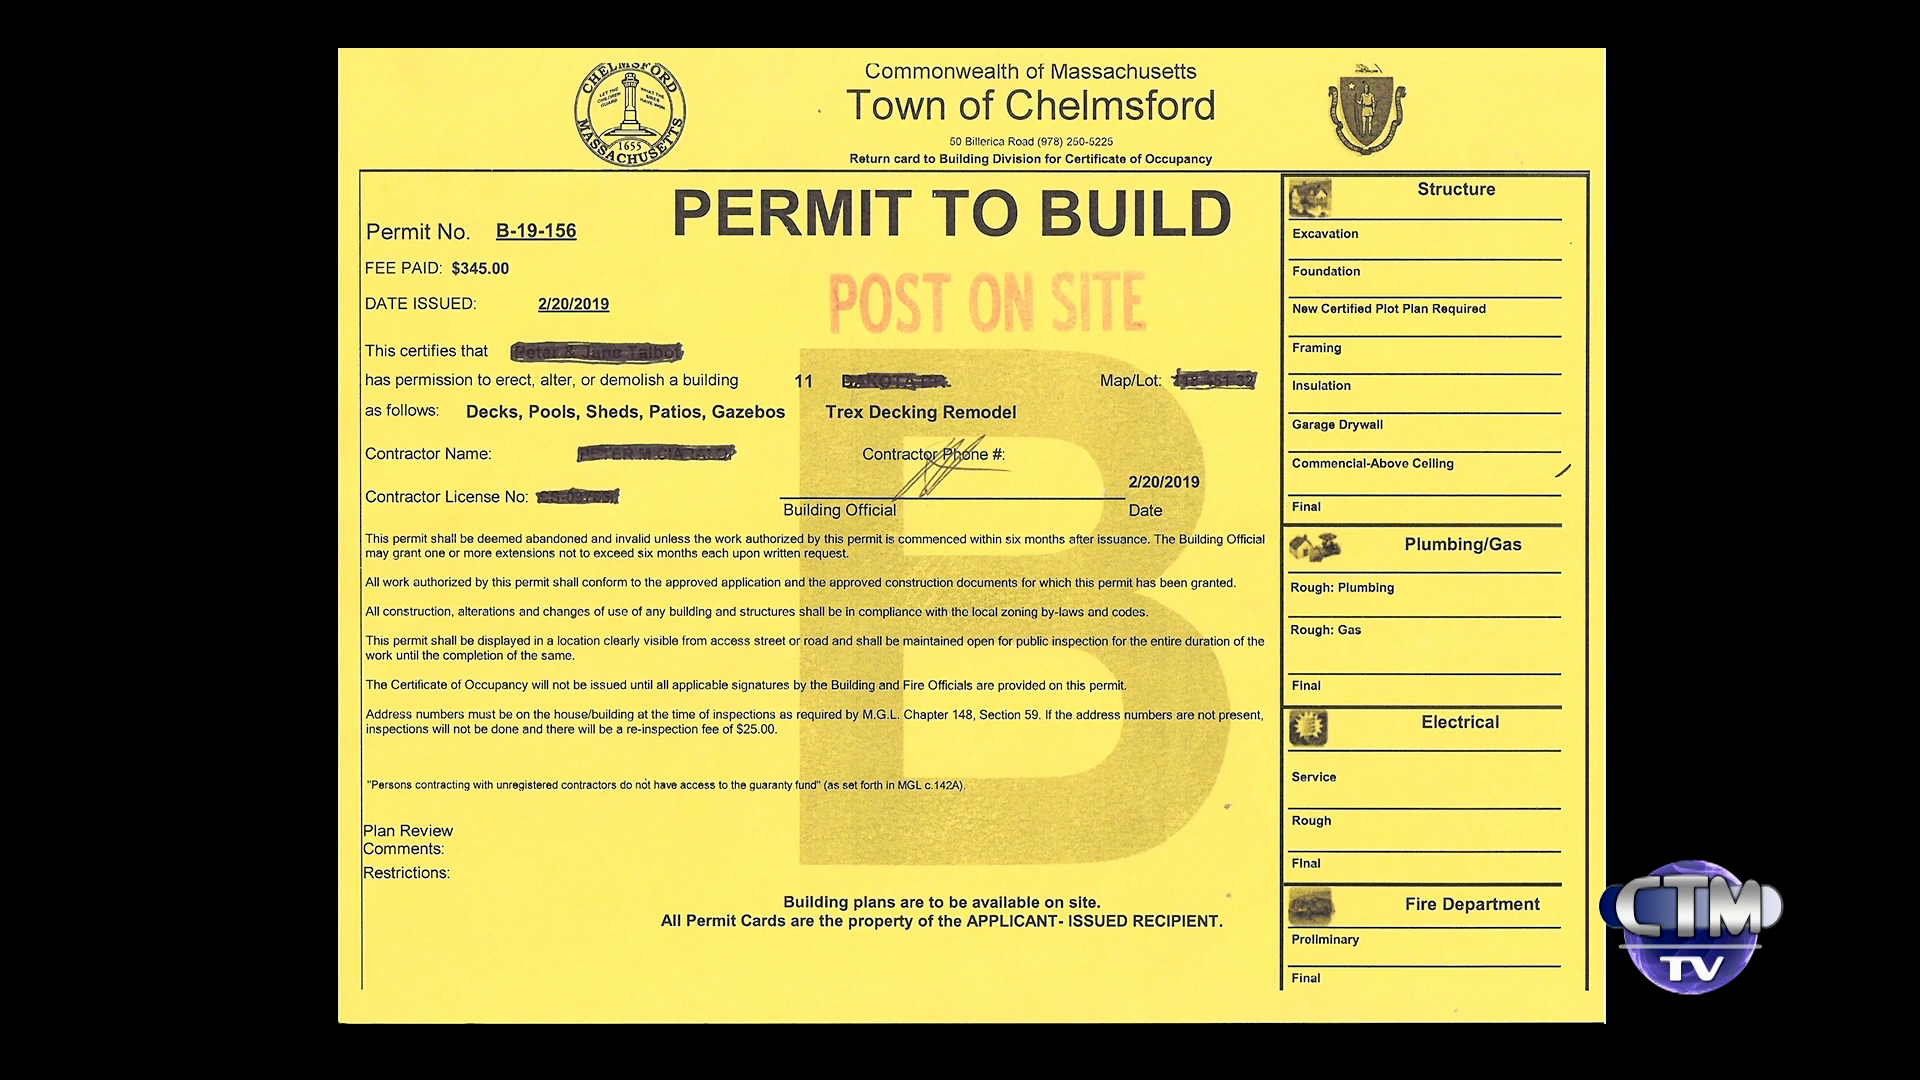 CHELMSFORD
LET THE CHILDREN GUARD
WHAT THE SIRES HAVE WON
1655
MASSACHUSETTS
Commonwealth of Massachusetts
Town of Chelmsford
50 Billerica Road (978) 250-5225
Return card to Building Division for Certificate of Occupancy
PERMIT TO BUILD
Permit No. B-19-156
FEE PAID: $345.00
POST ON SITE
DATE ISSUED: 2/20/2019
This certifies that
has permission to erect, alter, or demolish a building 11 Map/Lot:
as follows: Decks, Pools, Sheds, Patios, Gazebos Trex Decking Remodel
Contractor Name: Contractor Phone #:
2/20/2019
Contractor License No:
Building Official Date
This permit shall be deemed abandoned and invalid unless the work authorized by this permit is commenced within six months after issuance. The Building Official
may grant one or more extensions not to exceed six months each upon written request.
All work authorized by this permit shall conform to the approved application and the approved construction documents for which this permit has been granted.
All construction, alterations and changes of use of any building and structures shall be in compliance with the local zoning by-laws and codes.
This permit shall be displayed in a location clearly visible from access street or road and shall be maintained open for public inspection for the entire duration of the
work until the completion of the same.
The Certificate of Occupancy will not be issued until all applicable signatures by the Building and Fire Officials are provided on this permit.
Address numbers must be on the house/building at the time of inspections as required by M.G.L. Chapter 148, Section 59. If the address numbers are not present,
inspections will not be done and there will be a re-inspection fee of $25.00.
"Persons contracting with unregistered contractors do not have access to the guaranty fund" (as set forth in MGL c.142A).
Plan Review
Comments:
Restrictions:
B
Building plans are to be available on site.
All Permit Cards are the property of the APPLICANT- ISSUED RECIPIENT.
Structure
Excavation
Foundation
New Certified Plot Plan Required
Framing
Insulation
Garage Drywall
Commencial-Above Ceiling
Final
Plumbing/Gas
Rough: Plumbing
Rough: Gas
Final
Electrical
Service
Rough
Final
Fire Department
Preliminary
Final
CTM
TV